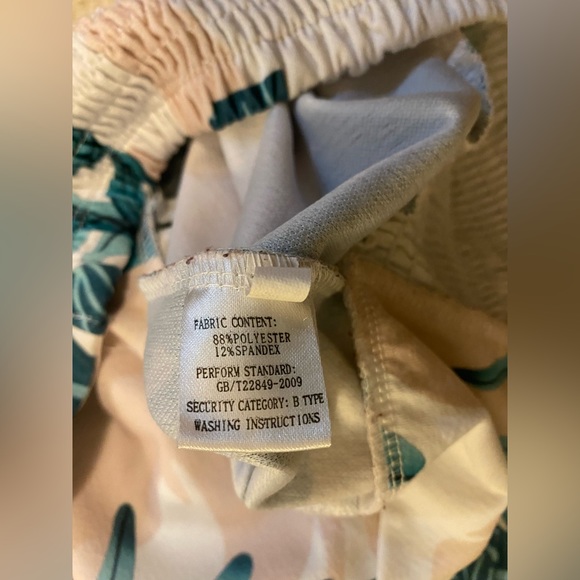 FABRIC CONTENT:
88%POLYESTER
12%SPANDEX
PERFORM STANDARD:
GB/T22849-2009
SECURITY CATEGORY: B TYPE
WASHING INSTRUCTIONS